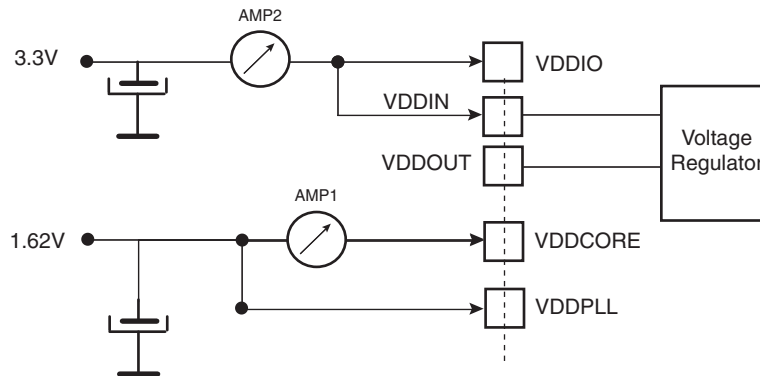 AMP2
3.3V
VDDIO
VDDIN
VDDOUT
Voltage
Regulator
AMP1
1.62V
VDDCORE
VDDPLL